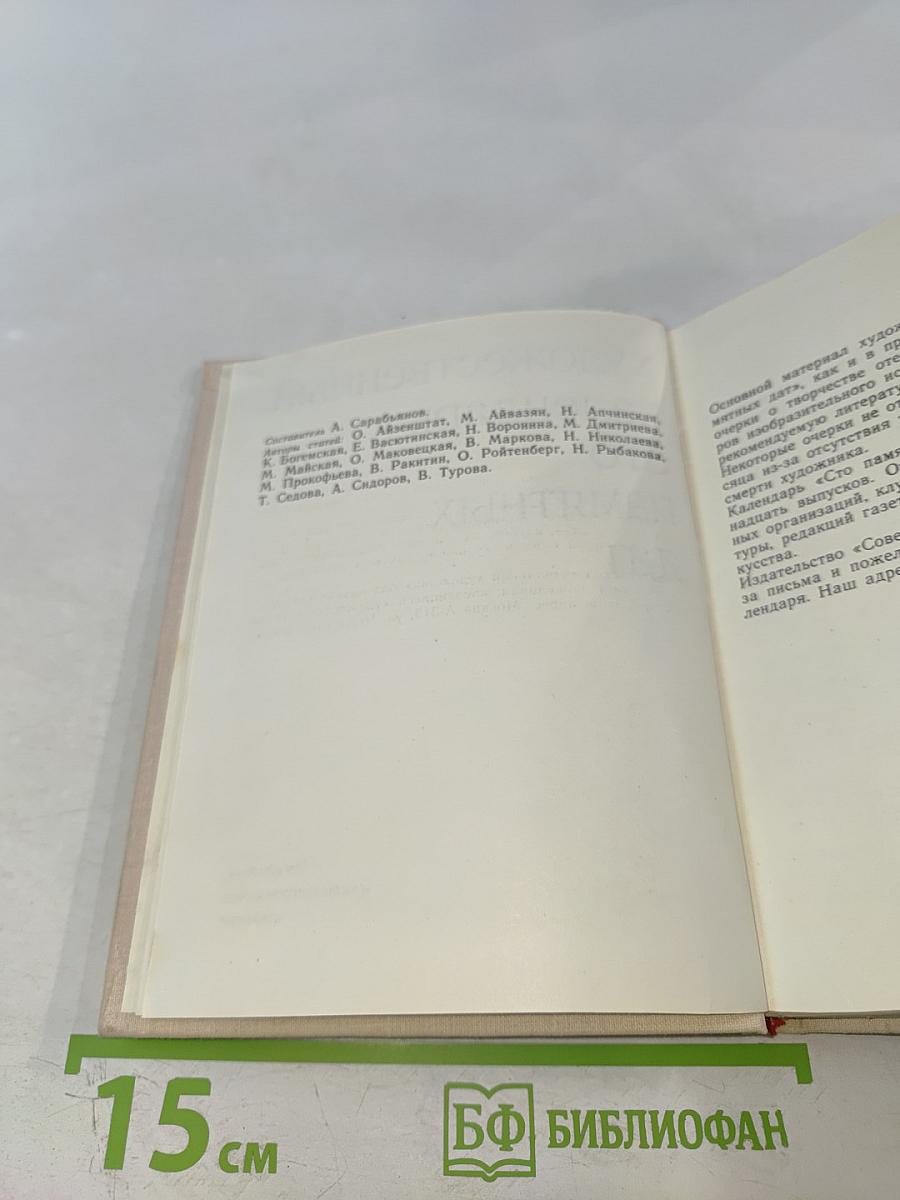 Составитель А. Сарабьянов.
Авторы статей: О. Айзенштат, М. Айвазян, Н. Апчинская,
К. Богемская, Е. Васютинская, Н. Воронина, М. Дмитриева,
М. Майская, О. Маковецкая, В. Маркова, Н. Николаева,
М. Прокофьева, В. Ракитин, О. Ройтенберг, Н. Рыбакова,
Т. Седова, А. Сидоров, В. Турова.
Основной материал худож
мятных дат», как и в пр
очерки о творчестве оте
ров изобразительного ис
рекомендуемую литерату
Некоторые очерки не от
сяца из-за отсутствия
смерти художника.
Календарь «Сто памя
надцать выпусков. О
ных организаций, клу
туры, редакций газет
кусства.
Издательство «Сове
за письма и пожел
лендаря. Наш адре
15 см
БФ БИБЛИОФАН